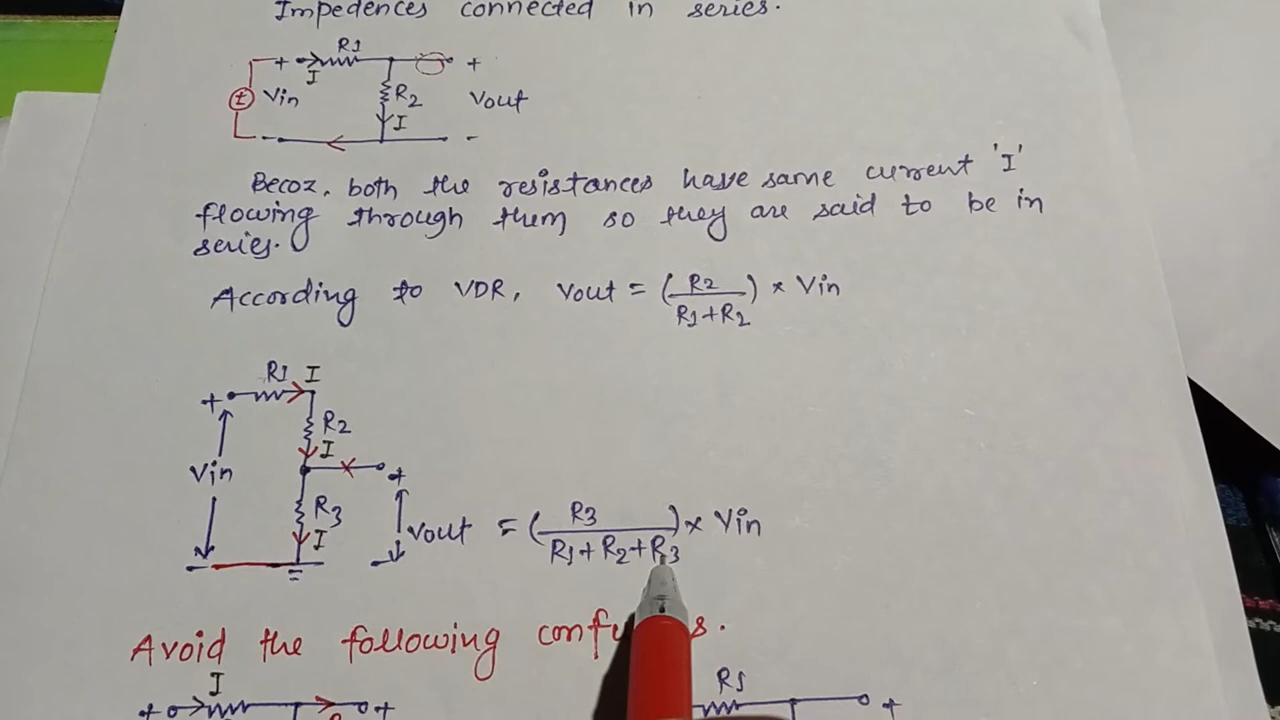 Impedences connected in series.
R1
+ I +
Vin R2 Vout
I
- -
Becoz, both the resistances have same current 'I'
flowing through them so they are said to be in
series.
According to VDR, Vout = (R2/R1+R2) * Vin
R1 I
+
R2
I
Vin +
R3
I
Vout = (R3/R1+R2+R3) * Vin
-
Avoid the following
I R1
+ + +